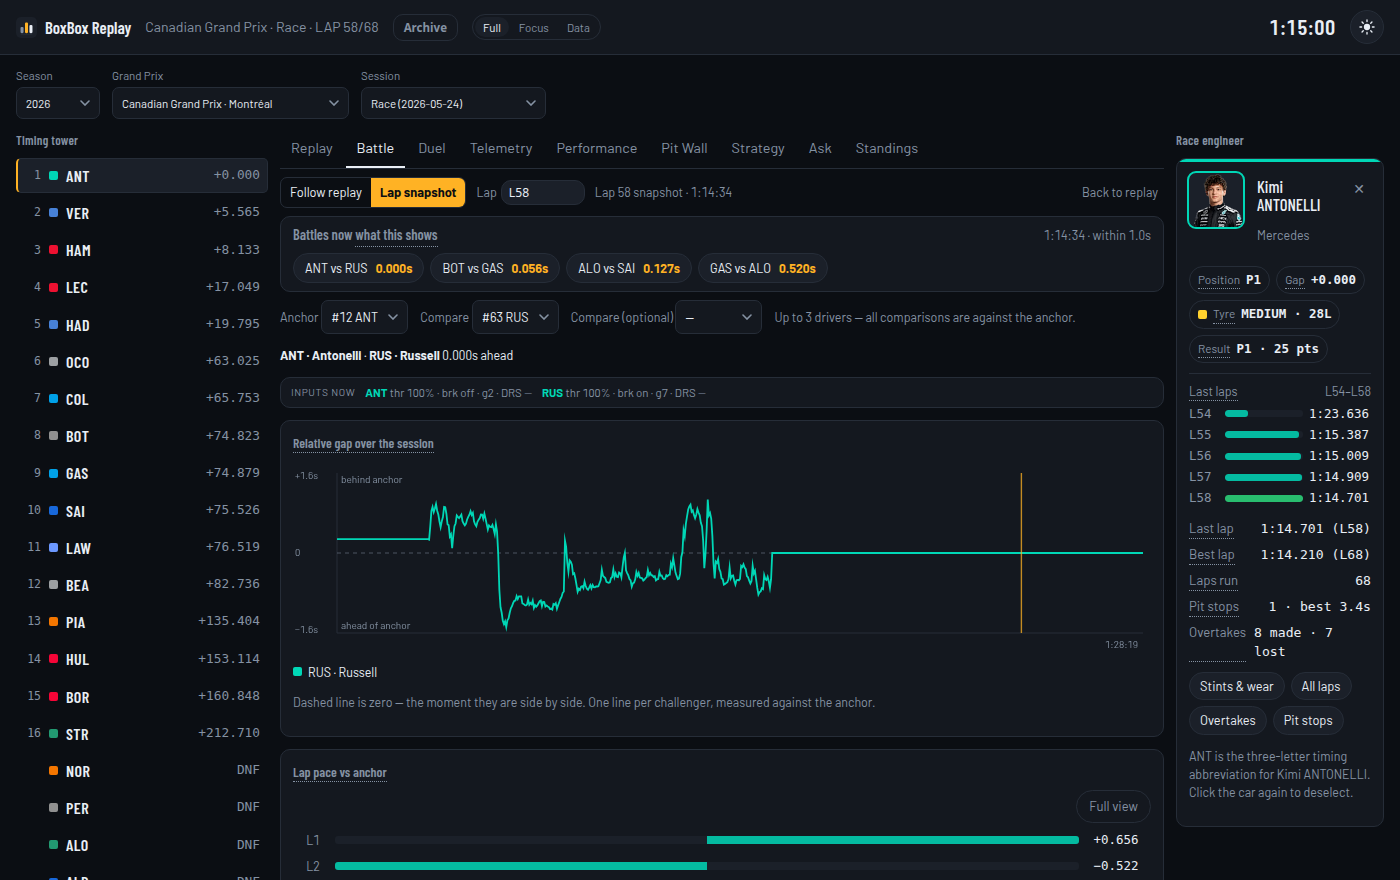 BoxBox Replay Canadian Grand Prix · Race · LAP 58/68 Archive Full Focus Data 1:15:00
Season Grand Prix Session
2026 Canadian Grand Prix · Montréal Race (2026-05-24)
Timing tower
1 ANT +0.000
2 VER +5.565
3 HAM +8.133
4 LEC +17.049
5 HAD +19.795
6 OCO +63.025
7 COL +65.753
8 BOT +74.823
9 GAS +74.879
10 SAI +75.526
11 LAW +76.519
12 BEA +82.736
13 PIA +135.404
14 HUL +153.114
15 BOR +160.848
16 STR +212.710
NOR DNF
PER DNF
ALO DNF
Replay Battle Duel Telemetry Performance Pit Wall Strategy Ask Standings
Follow replay Lap snapshot Lap L58 Lap 58 snapshot · 1:14:34 Back to replay
Battles now what this shows 1:14:34 · within 1.0s
ANT vs RUS 0.000s BOT vs GAS 0.056s ALO vs SAI 0.127s GAS vs ALO 0.520s
Anchor #12 ANT Compare #63 RUS Compare (optional) — Up to 3 drivers — all comparisons are against the anchor.
ANT · Antonelli · RUS · Russell 0.000s ahead
INPUTS NOW ANT thr 100% · brk off · g2 · DRS — RUS thr 100% · brk on · g7 · DRS —
Relative gap over the session
+1.6s behind anchor
0
−1.6s ahead of anchor
1:28:19
RUS · Russell
Dashed line is zero — the moment they are side by side. One line per challenger, measured against the anchor.
Lap pace vs anchor
Full view
L1 +0.656
L2 −0.522
Race engineer
Kimi
ANTONELLI
Mercedes
Position P1 Gap +0.000
Tyre MEDIUM · 28L
Result P1 · 25 pts
Last laps L54–L58
L54 1:23.636
L55 1:15.387
L56 1:15.009
L57 1:14.909
L58 1:14.701
Last lap 1:14.701 (L58)
Best lap 1:14.210 (L68)
Laps run 68
Pit stops 1 · best 3.4s
Overtakes 8 made · 7
lost
Stints & wear All laps
Overtakes Pit stops
ANT is the three-letter timing
abbreviation for Kimi ANTONELLI.
Click the car again to deselect.